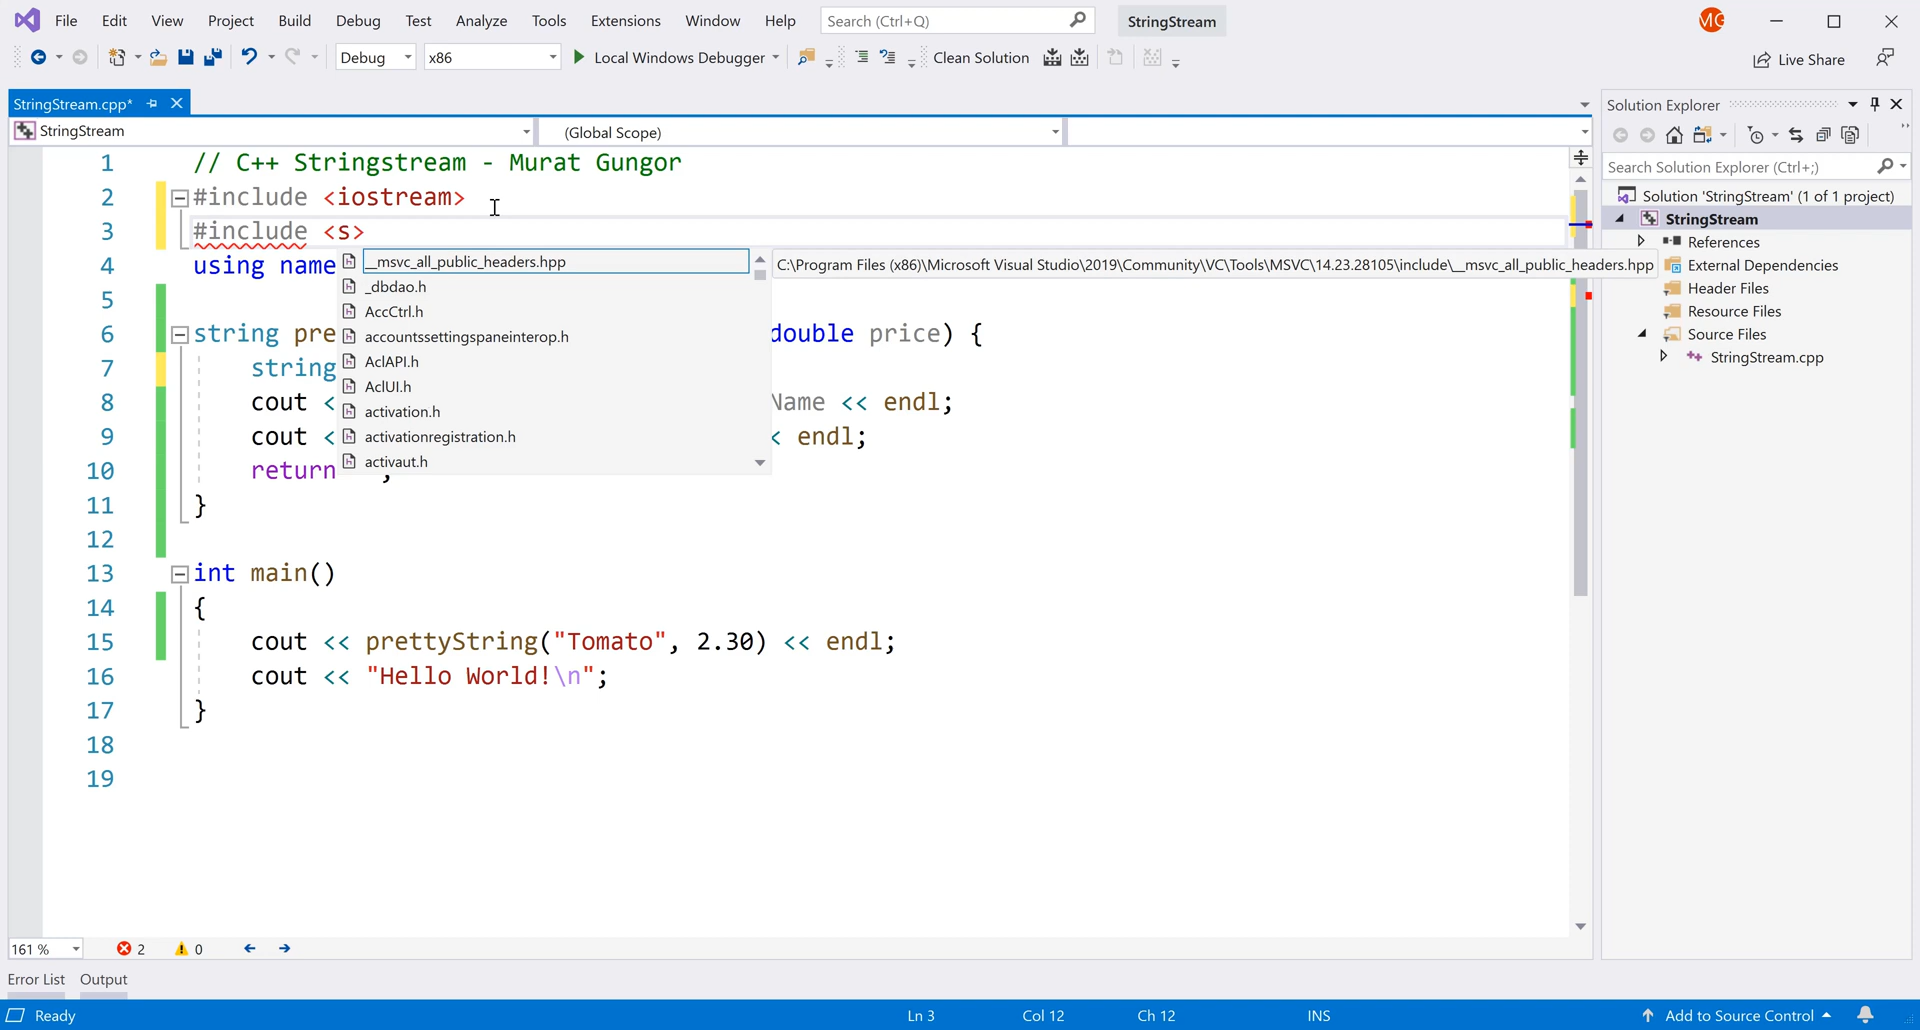 File Edit View Project Build Debug Test Analyze Tools Extensions Window Help Search (Ctrl+Q) StringStream MG
Debug x86 Local Windows Debugger Clean Solution Live Share
StringStream.cpp*
StringStream (Global Scope)
1 // C++ Stringstream - Murat Gungor
2 #include <iostream>
3 #include <s>
4 using name
5
6 string pre double price) {
7 string
8 cout < Name << endl;
9 cout < < endl;
10 return ;
11 }
12
13 int main()
14 {
15 cout << prettyString("Tomato", 2.30) << endl;
16 cout << "Hello World!\n";
17 }
18
19
__msvc_all_public_headers.hpp
_dbdao.h
AccCtrl.h
accountssettingspaneinterop.h
AclAPI.h
AclUI.h
activation.h
activationregistration.h
activaut.h
C:\Program Files (x86)\Microsoft Visual Studio\2019\Community\VC\Tools\MSVC\14.23.28105\include\__msvc_all_public_headers.hpp
Solution Explorer
Search Solution Explorer (Ctrl+;)
Solution 'StringStream' (1 of 1 project)
StringStream
References
External Dependencies
Header Files
Resource Files
Source Files
StringStream.cpp
161 % 2 0
Error List Output
Ready Ln 3 Col 12 Ch 12 INS Add to Source Control